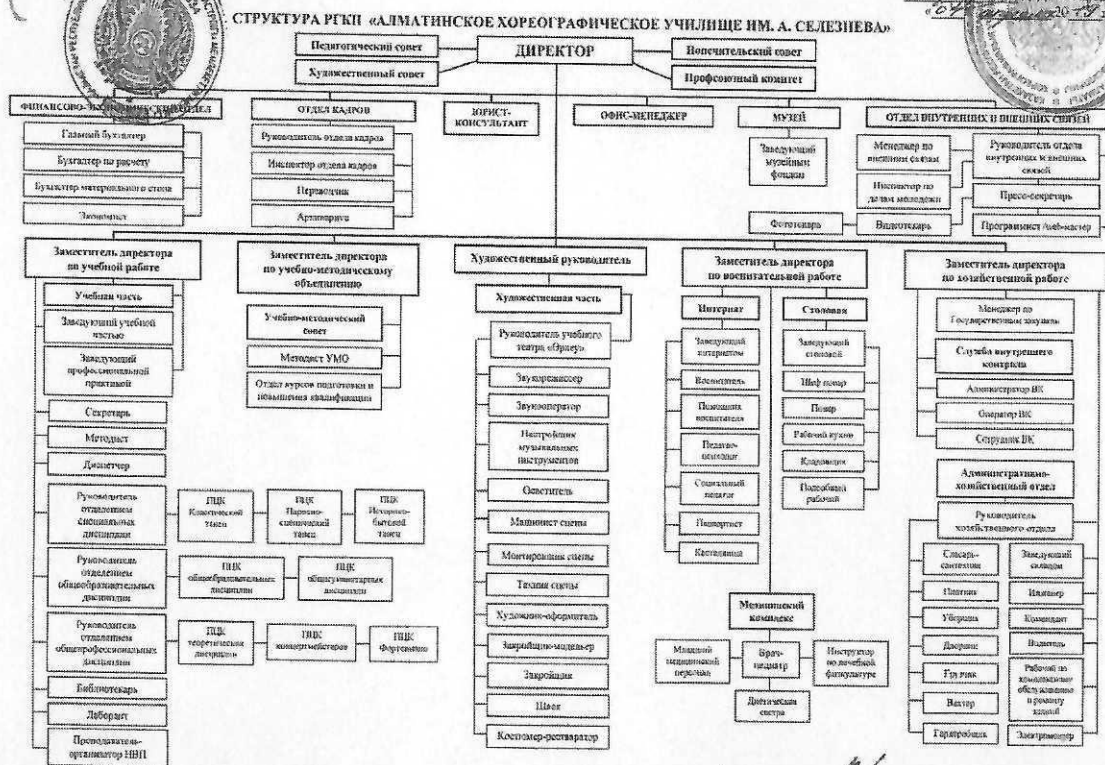 СТРУКТУРА РГКП «АЛМАТИНСКОЕ ХОРЕОГРАФИЧЕСКОЕ УЧИЛИЩЕ ИМ. А. СЕЛЕЗНЕВА»
ДИРЕКТОР
Педагогический совет
Художественный совет
Попечительский совет
Профсоюзный комитет
ФИНАНСОВО-ЭКОНОМИЧЕСКИЙ ОТДЕЛ
Главный бухгалтер
Бухгалтер по расчету
Бухгалтер материального стола
Экономист
ОТДЕЛ КАДРОВ
Руководитель отдела кадров
Инспектор отдела кадров
Переводчик
Архивариус
ЮРИСТ-
КОНСУЛЬТАНТ
ОФИС-МЕНЕДЖЕР
МУЗЕЙ
Заведующий
музейным
фондом
ОТДЕЛ ВНУТРЕННИХ И ВНЕШНИХ СВЯЗЕЙ
Менеджер по
внешним связям
Инспектор по
делам молодежи
Руководитель отдела
внутренних и внешних
связей
Пресс-секретарь
Фототекарь
Видеотекарь
Программист /web-мастер
Заместитель директора
по учебной работе
Учебная часть
Заведующий учебной
частью
Заведующий
профессиональной
практикой
Секретарь
Методист
Диспетчер
Руководитель
отделением
специальных
дисциплин
ПЦК
Классический
танец
ПЦК
Народно-
сценический
танец
ПЦК
Историко-
бытовой
танец
Руководитель
отделением
общеобразовательных
дисциплин
ПЦК
общеобразовательных
дисциплин
ПЦК
общегуманитарных
дисциплин
Руководитель
отделением
общепрофессиональных
дисциплин
ПЦК
теоретических
дисциплин
ПЦК
концертмейстеров
ПЦК
Фортепиано
Библиотекарь
Лаборант
Преподаватель-
организатор НВП
Заместитель директора
по учебно-методическому
объединению
Учебно-методический
совет
Методист УМО
Отдел курсов подготовки и
повышения квалификации
Художественный руководитель
Художественная часть
Руководитель учебного
театра «Өрлеу»
Звукорежиссер
Звукооператор
Настройщик
музыкальных
инструментов
Осветитель
Машинист сцены
Монтировщик сцены
Техник сцены
Художник-оформитель
Закройщик-модельер
Закройщик
Швея
Костюмер-реставратор
Заместитель директора
по воспитательной работе
Интернат
Заведующий
интернатом
Воспитатель
Помощник
воспитателя
Педагог-
психолог
Социальный
педагог
Паспортист
Кастелянша
Столовая
Заведующий
столовой
Шеф повар
Повар
Рабочий кухни
Кладовщик
Подсобный
рабочий
Медицинский
комплекс
Младший
медицинский
персонал
Врач-
педиатр
Инструктор
по лечебной
физкультуре
Диетическая
сестра
Заместитель директора
по хозяйственной работе
Менеджер по
Государственным закупкам
Служба внутреннего
контроля
Администратор ВК
Оператор ВК
Сотрудник ВК
Административно-
хозяйственный отдел
Руководитель
хозяйственного отдела
Слесарь-
сантехник
Плотник
Уборщик
Дворник
Грузчик
Вахтер
Гардеробщик
Заведующий
складом
Инженер
Комендант
Водитель
Рабочий по
комплексному
обслуживанию
и ремонту
зданий
Электромонтер